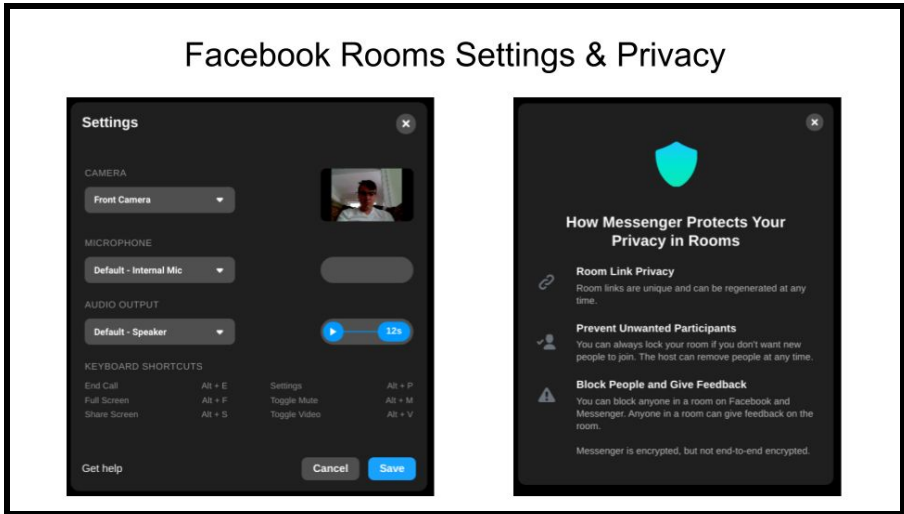 Facebook Rooms Settings & Privacy
Settings
CAMERA
Front Camera
MICROPHONE
Default - Internal Mic
AUDIO OUTPUT
Default - Speaker
12s
KEYBOARD SHORTCUTS
End Call Alt + E Settings Alt + P
Full Screen Alt + F Toggle Mute Alt + M
Share Screen Alt + S Toggle Video Alt + V
Get help Cancel Save
How Messenger Protects Your
Privacy in Rooms
Room Link Privacy
Room links are unique and can be regenerated at any
time.
Prevent Unwanted Participants
You can always lock your room if you don't want new
people to join. The host can remove people at any time.
Block People and Give Feedback
You can block anyone in a room on Facebook and
Messenger. Anyone in a room can give feedback on the
room.
Messenger is encrypted, but not end-to-end encrypted.